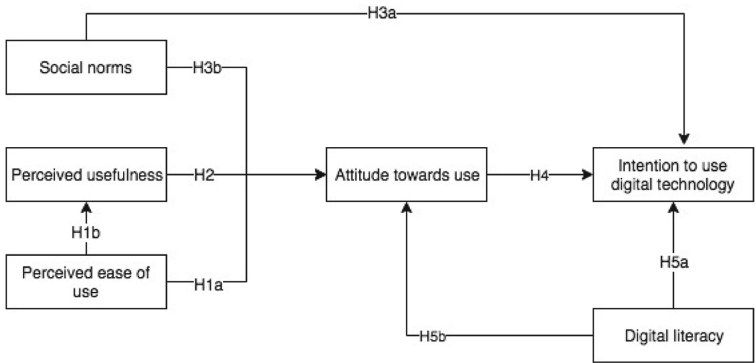 H3a
Social norms
H3b
Perceived usefulness
H2
Attitude towards use
H4
Intention to use
digital technology
H1b
Perceived ease of
use
H1a
H5a
H5b
Digital literacy